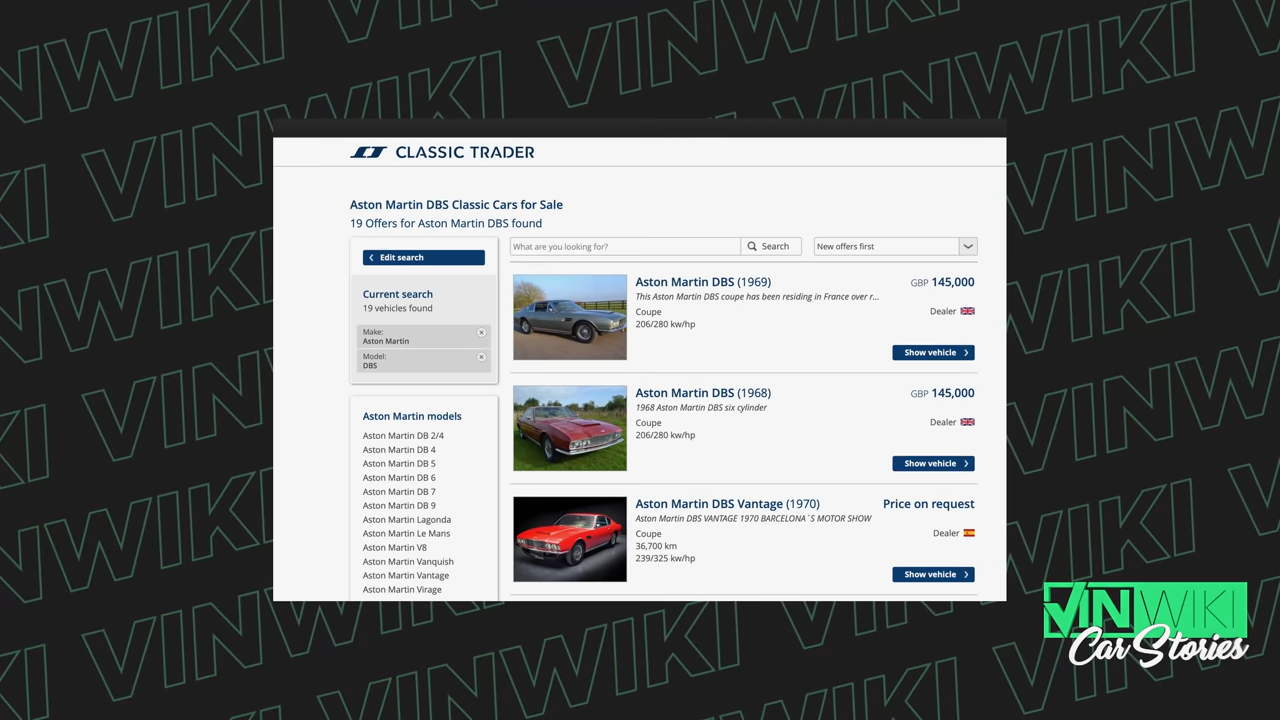 CLASSIC TRADER
Aston Martin DBS Classic Cars for Sale
19 Offers for Aston Martin DBS found
Edit search
What are you looking for?
Search
New offers first
Current search
19 vehicles found
Make:
Aston Martin
Model:
DBS
Aston Martin models
Aston Martin DB 2/4
Aston Martin DB 4
Aston Martin DB 5
Aston Martin DB 6
Aston Martin DB 7
Aston Martin DB 9
Aston Martin Lagonda
Aston Martin Le Mans
Aston Martin V8
Aston Martin Vanquish
Aston Martin Vantage
Aston Martin Virage
Aston Martin DBS (1969)
GBP 145,000
This Aston Martin DBS coupe has been residing in France over r...
Coupe
Dealer
206/280 kw/hp
Show vehicle
Aston Martin DBS (1968)
GBP 145,000
1968 Aston Martin DBS six cylinder
Coupe
Dealer
206/280 kw/hp
Show vehicle
Aston Martin DBS Vantage (1970)
Price on request
Aston Martin DBS VANTAGE 1970 BARCELONA´S MOTOR SHOW
Coupe
Dealer
36,700 km
239/325 kw/hp
Show vehicle
VINWIKI
Car Stories